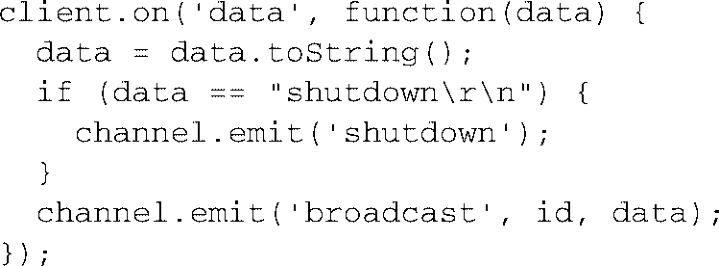 client.on('data', function(data) {
  data = data.toString();
  if (data == "shutdown\r\n") {
    channel.emit('shutdown');
  }
  channel.emit('broadcast', id, data);
});